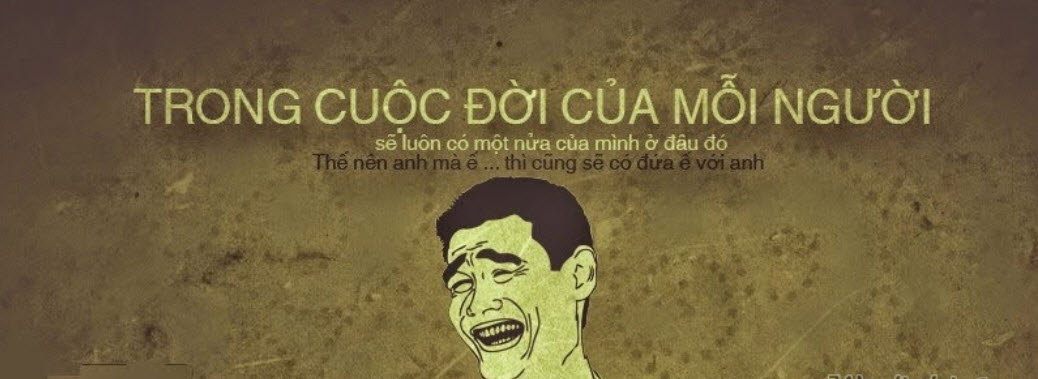 TRONG CUỘC ĐỜI CỦA MỖI NGƯỜI
sẽ luôn có một nửa của mình ở đâu đó
Thế nên anh mà ế ... thì cũng sẽ có đứa ế với anh